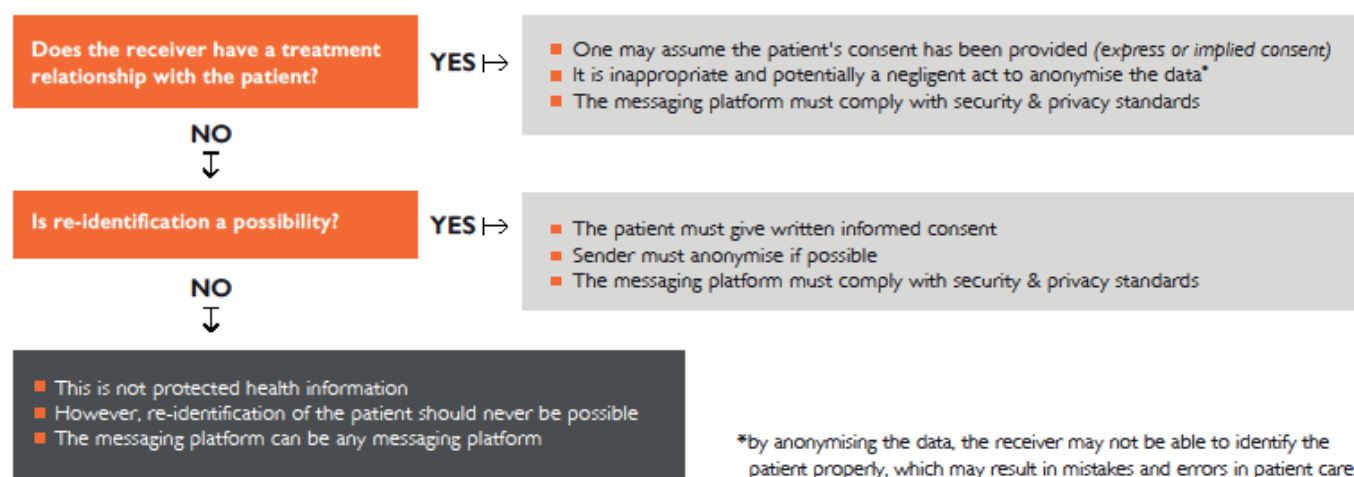 Does the receiver have a treatment
relationship with the patient?
YES
■ One may assume the patient's consent has been provided (express or implied consent)
■ It is inappropriate and potentially a negligent act to anonymise the data*
■ The messaging platform must comply with security & privacy standards
NO
Is re-identification a possibility?
YES
■ The patient must give written informed consent
■ Sender must anonymise if possible
■ The messaging platform must comply with security & privacy standards
NO
■ This is not protected health information
■ However, re-identification of the patient should never be possible
■ The messaging platform can be any messaging platform
*by anonymising the data, the receiver may not be able to identify the
patient properly, which may result in mistakes and errors in patient care